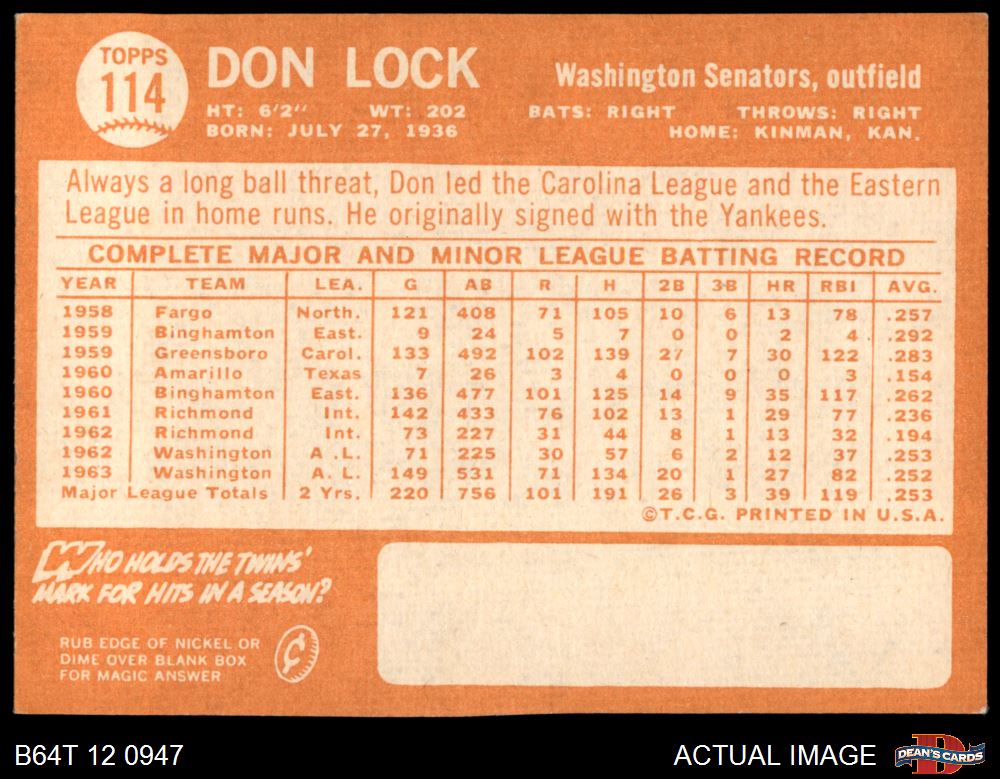 TOPPS
114
DON LOCK
HT: 6'2" WT: 202
BORN: JULY 27, 1936
Washington Senators, outfield
BATS: RIGHT THROWS: RIGHT
HOME: KINMAN, KAN.
Always a long ball threat, Don led the Carolina League and the Eastern
League in home runs. He originally signed with the Yankees.
COMPLETE MAJOR AND MINOR LEAGUE BATTING RECORD
YEAR TEAM LEA. G AB R H 2B 3B HR RBI AVG.
1958 Fargo North. 121 408 71 105 10 6 13 78 .257
1959 Binghamton East. 9 24 5 7 0 0 2 4 .292
1959 Greensboro Carol. 133 492 102 139 27 7 30 122 .283
1960 Amarillo Texas 7 26 3 4 0 0 0 3 .154
1960 Binghamton East. 136 477 101 125 14 9 35 117 .262
1961 Richmond Int. 142 433 76 102 13 1 29 77 .236
1962 Richmond Int. 73 227 31 44 8 1 13 32 .194
1962 Washington A .L. 71 225 30 57 6 2 12 37 .253
1963 Washington A. L. 149 531 71 134 20 1 27 82 .252
Major League Totals 2 Yrs. 220 756 101 191 26 3 39 119 .253
©T.C.G. PRINTED IN U.S.A.
WHO HOLDS THE TWINS'
MARK FOR HITS IN A SEASON?
RUB EDGE OF NICKEL OR
DIME OVER BLANK BOX
FOR MAGIC ANSWER
¢
B64T 12 0947
ACTUAL IMAGE
D
DEAN'S CARDS